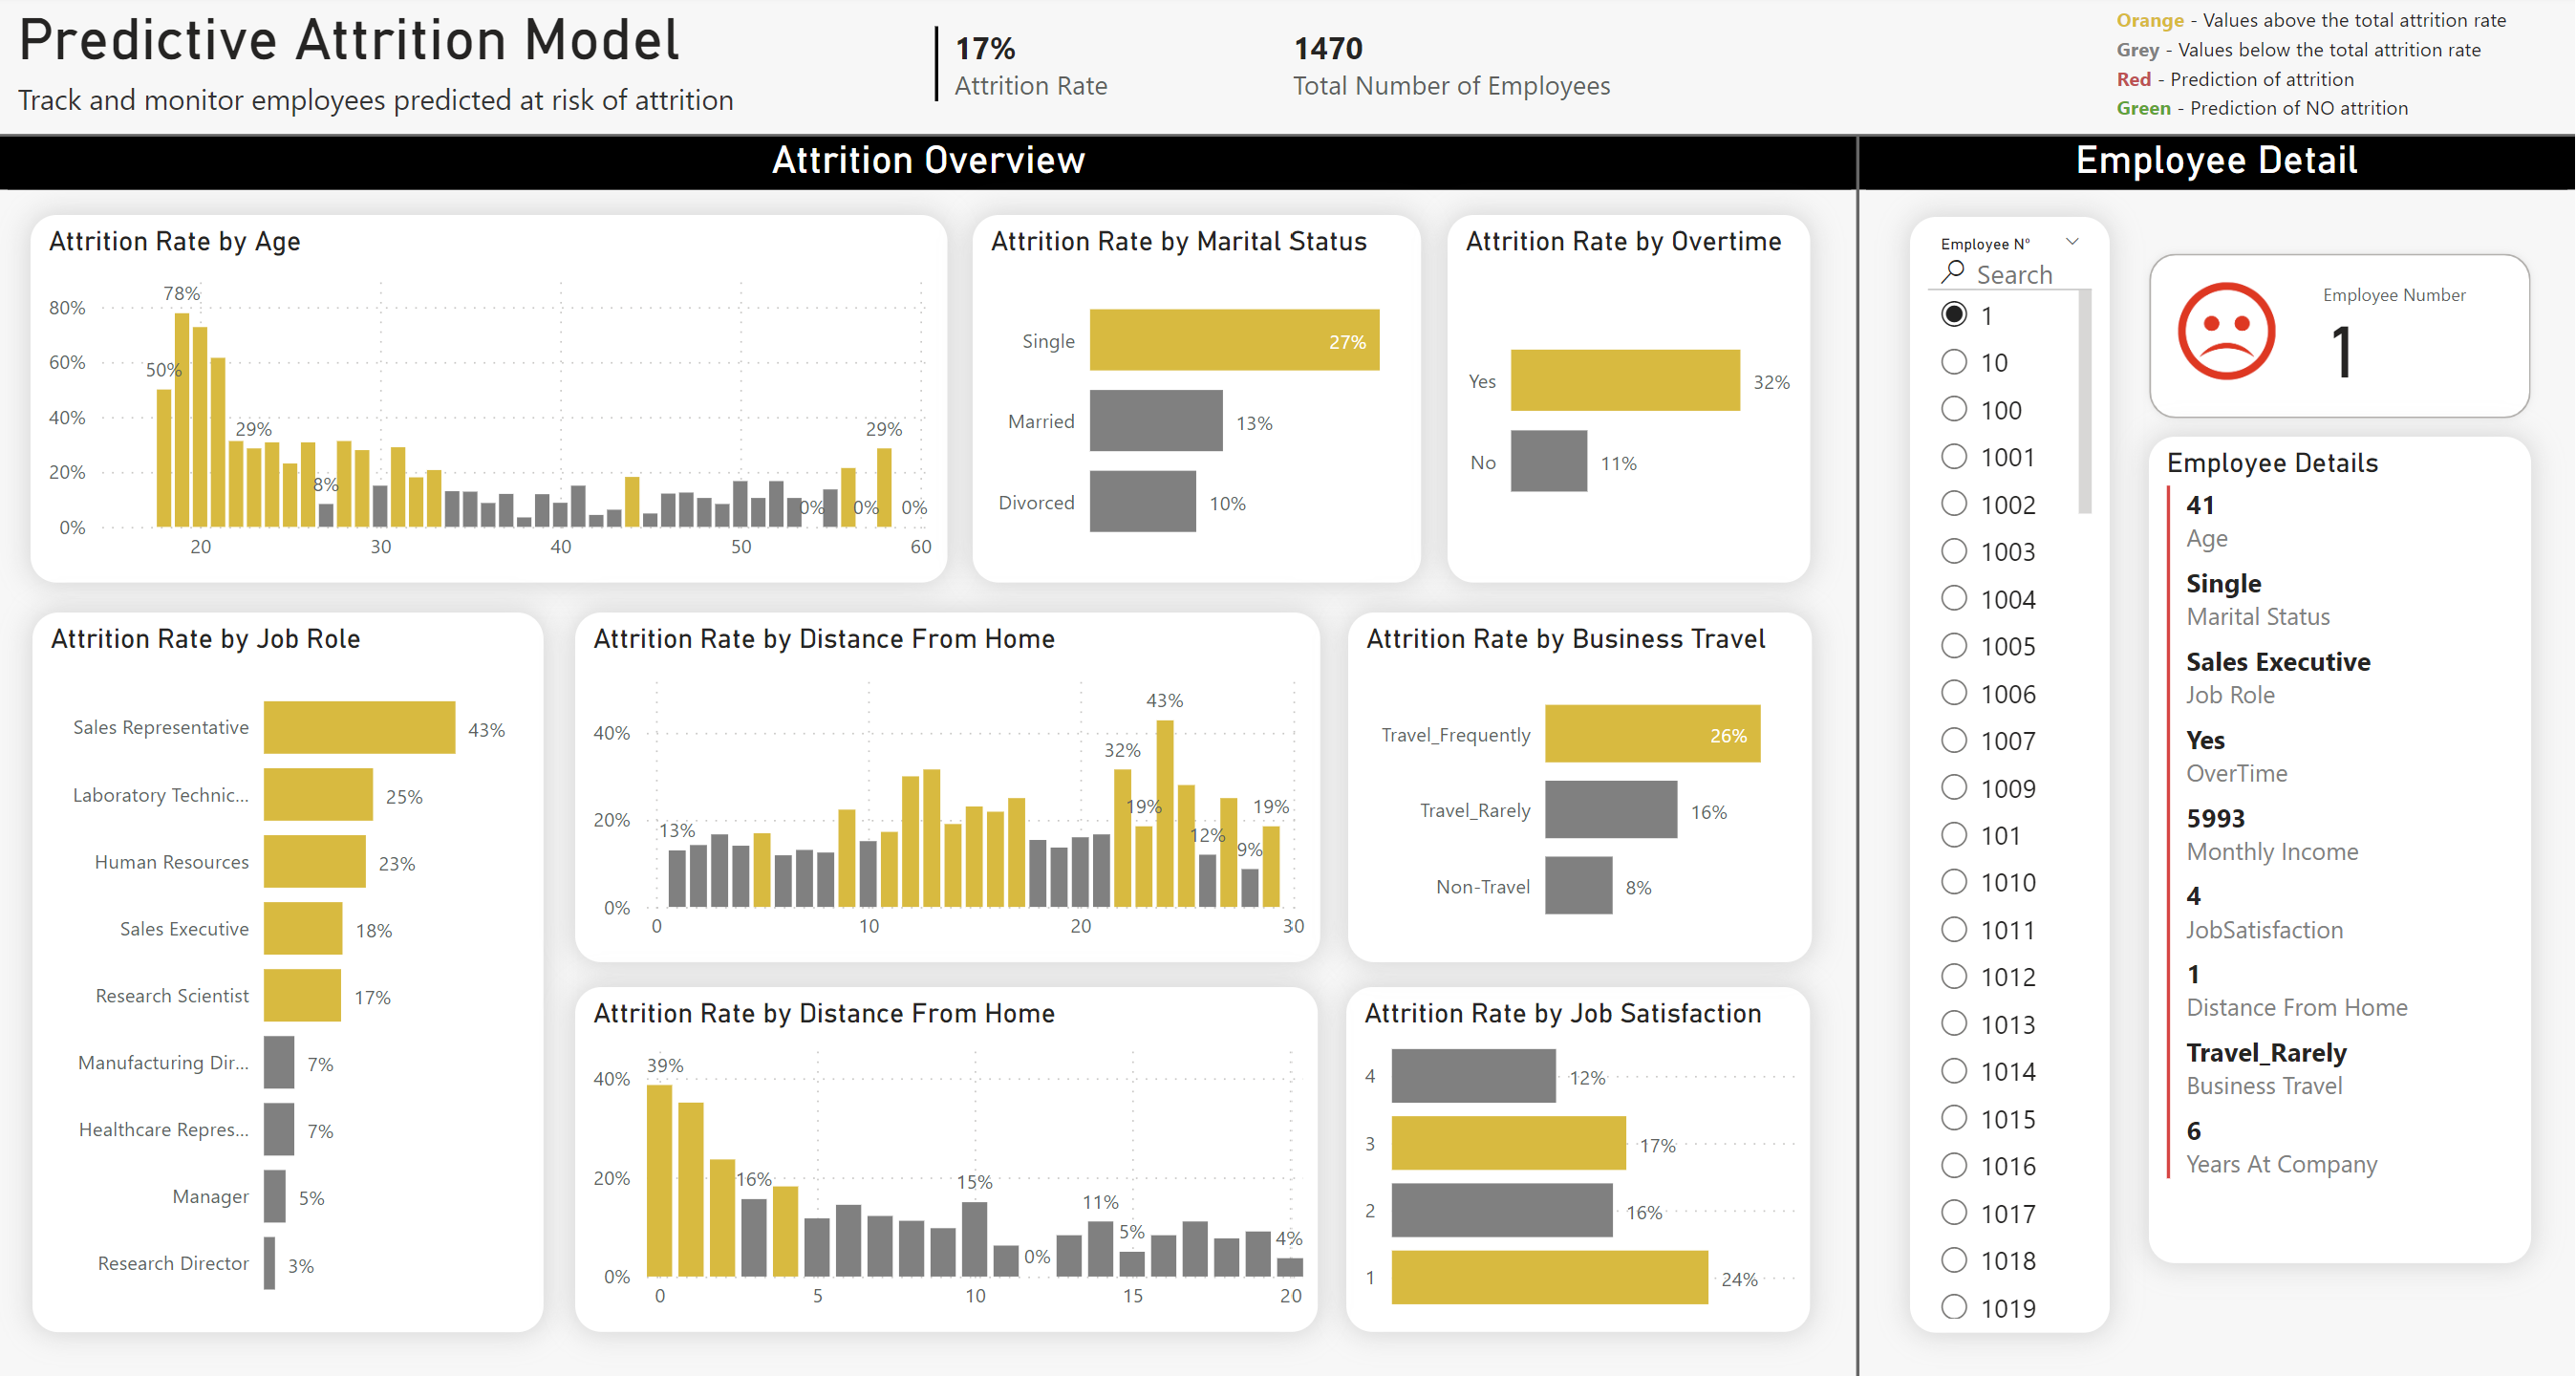 Predictive Attrition Model
Track and monitor employees predicted at risk of attrition
17%
Attrition Rate
1470
Total Number of Employees
Orange - Values above the total attrition rate
Grey - Values below the total attrition rate
Red - Prediction of attrition
Green - Prediction of NO attrition
Attrition Overview
Employee Detail
Attrition Rate by Age
80%
60%
40%
20%
0%
50%
78%
29%
8%
0%
0%
29%
0%
20
30
40
50
60
Attrition Rate by Marital Status
Single 27%
Married 13%
Divorced 10%
Attrition Rate by Overtime
Yes 32%
No 11%
Attrition Rate by Job Role
Sales Representative 43%
Laboratory Technic... 25%
Human Resources 23%
Sales Executive 18%
Research Scientist 17%
Manufacturing Dir... 7%
Healthcare Repres... 7%
Manager 5%
Research Director 3%
Attrition Rate by Distance From Home
40%
20%
0%
13%
32%
19%
43%
12%
9%
19%
0
10
20
30
Attrition Rate by Business Travel
Travel_Frequently 26%
Travel_Rarely 16%
Non-Travel 8%
Attrition Rate by Distance From Home
40%
20%
0%
39%
16%
15%
0%
11%
5%
4%
0
5
10
15
20
Attrition Rate by Job Satisfaction
4 12%
3 17%
2 16%
1 24%
Employee N°
Search
1
10
100
1001
1002
1003
1004
1005
1006
1007
1009
101
1010
1011
1012
1013
1014
1015
1016
1017
1018
1019
Employee Number
1
Employee Details
41
Age
Single
Marital Status
Sales Executive
Job Role
Yes
OverTime
5993
Monthly Income
4
JobSatisfaction
1
Distance From Home
Travel_Rarely
Business Travel
6
Years At Company